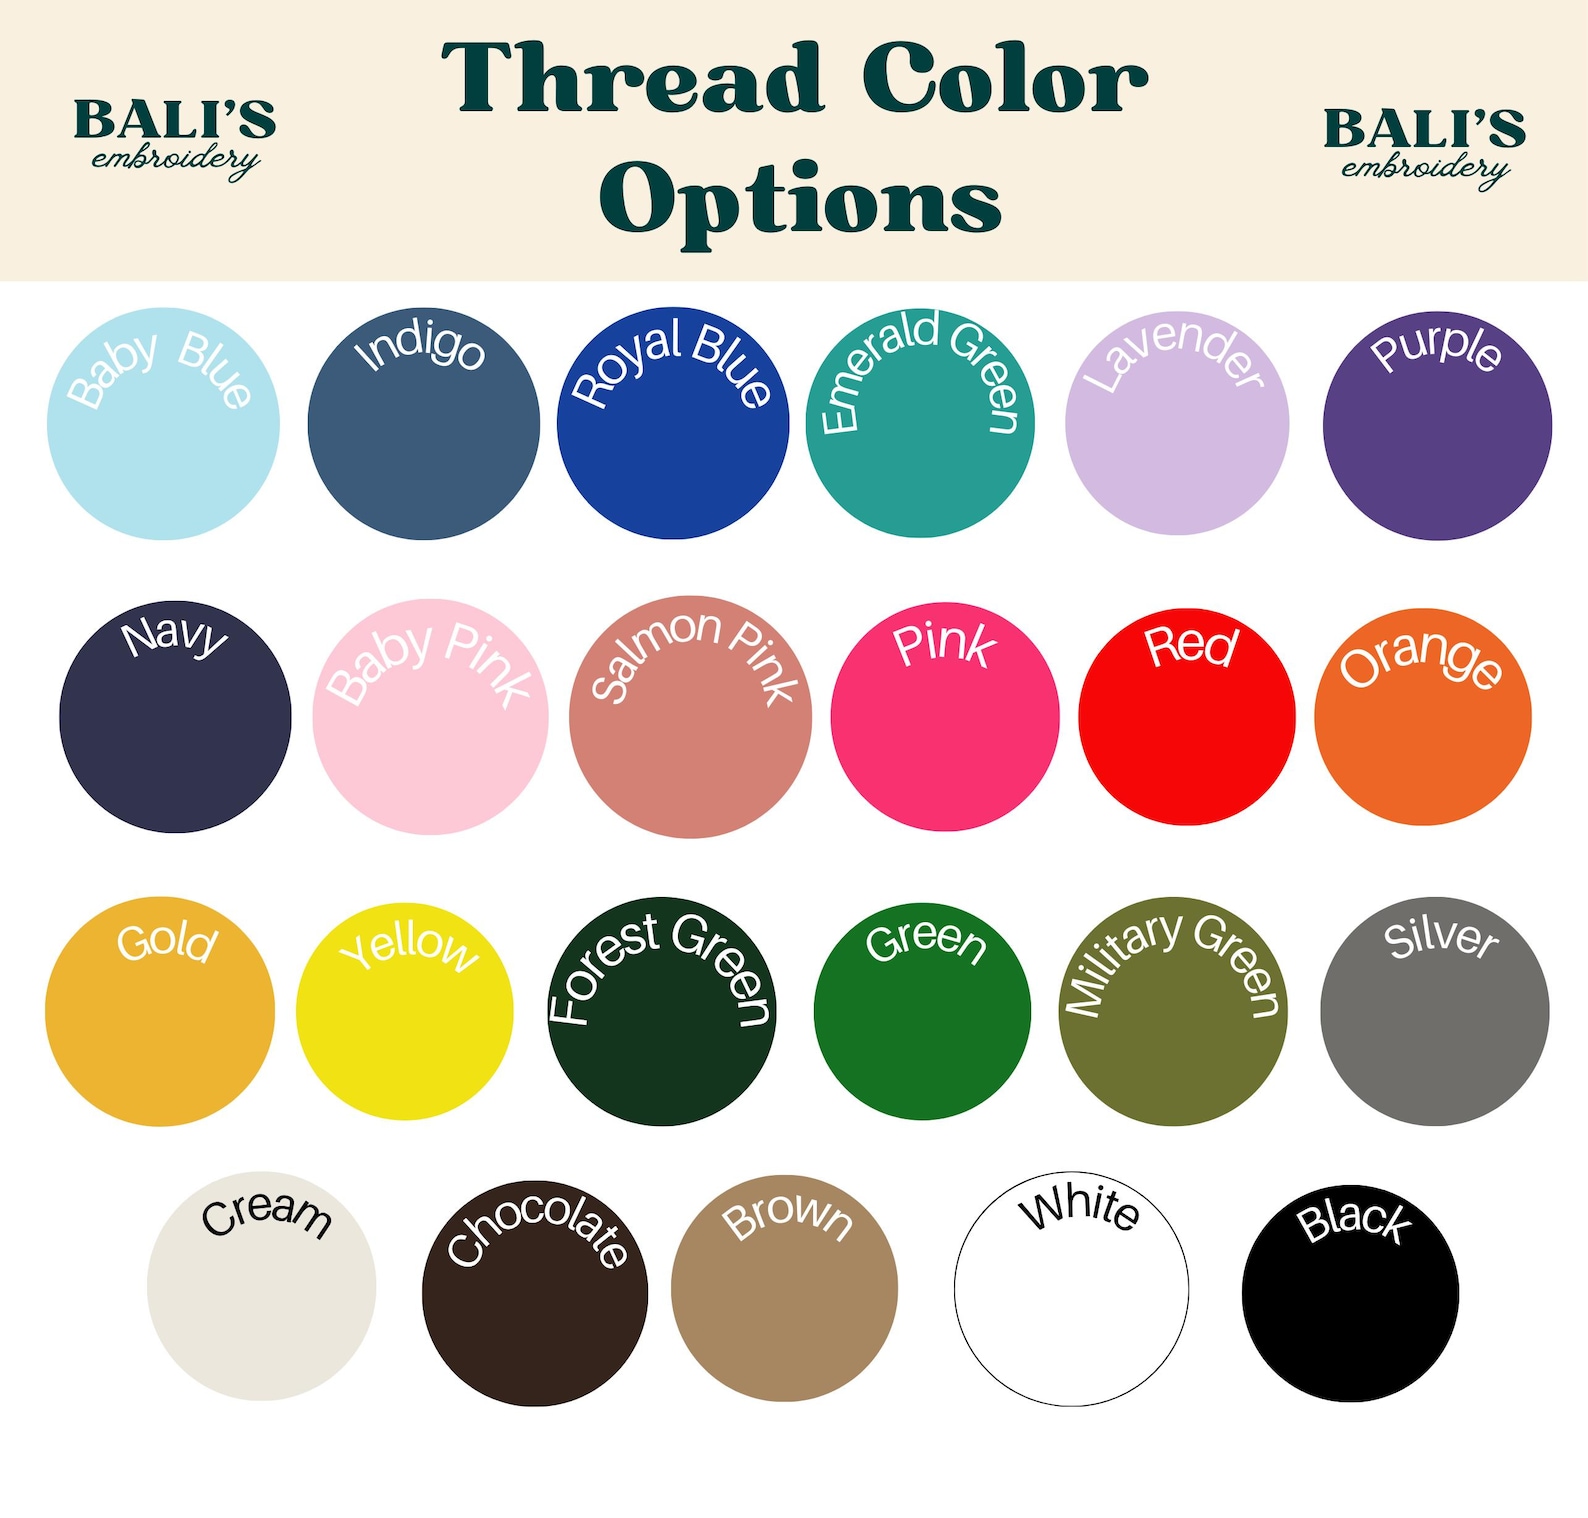 Thread Color
Options
BALI'S
embroidery
BALI'S
embroidery
Baby Blue
Indigo
Royal Blue
Emerald Green
Lavender
Purple
Navy
Baby Pink
Salmon Pink
Pink
Red
Orange
Gold
Yellow
Forest Green
Green
Military Green
Silver
Cream
Chocolate
Brown
White
Black